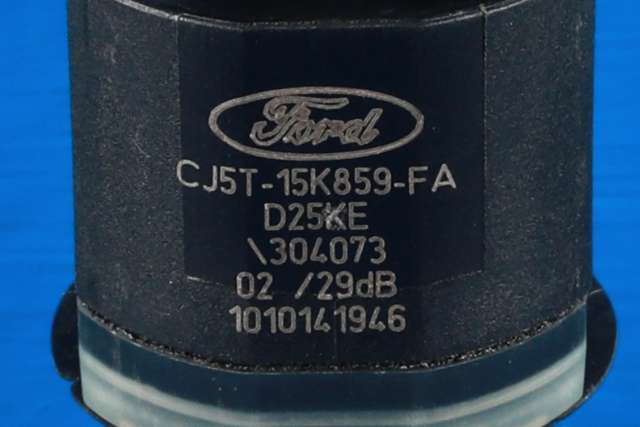 Ford
CJ5T-15K859-FA
D25KE
\304073
02 /29dB
1010141946